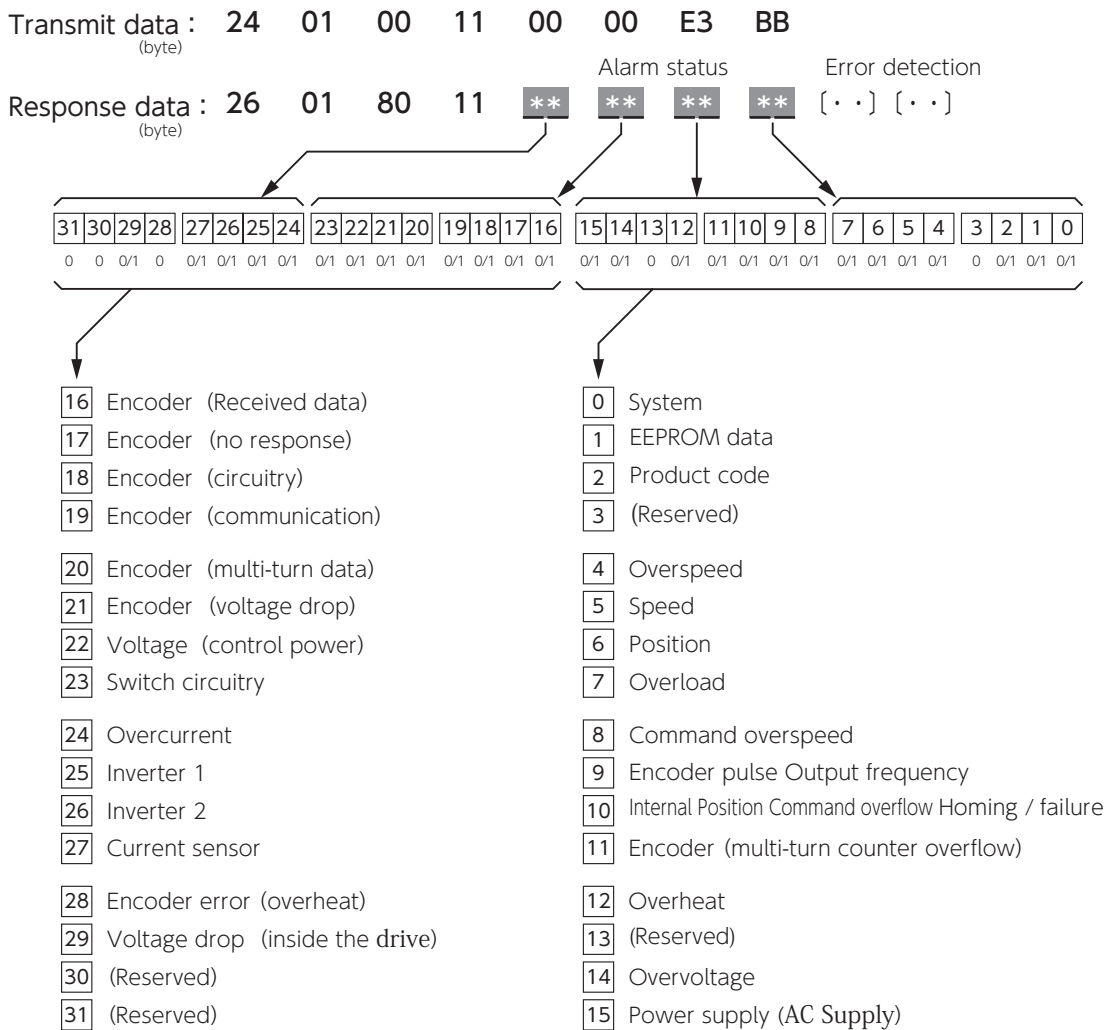 Transmit data : 24 01 00 11 00 00 E3 BB
(byte)
Alarm status Error detection
Response data : 26 01 80 11 ** ** ** ** [・・] [・・]
(byte)
31 30 29 28 27 26 25 24 23 22 21 20 19 18 17 16 15 14 13 12 11 10 9 8 7 6 5 4 3 2 1 0
0 0 0/1 0 0/1 0/1 0/1 0/1 0/1 0/1 0/1 0/1 0/1 0/1 0/1 0/1 0/1 0/1 0 0/1 0/1 0/1 0/1 0/1 0/1 0/1 0/1 0/1 0 0/1 0/1 0/1
16 Encoder (Received data)
17 Encoder (no response)
18 Encoder (circuitry)
19 Encoder (communication)
20 Encoder (multi-turn data)
21 Encoder (voltage drop)
22 Voltage (control power)
23 Switch circuitry
24 Overcurrent
25 Inverter 1
26 Inverter 2
27 Current sensor
28 Encoder error (overheat)
29 Voltage drop (inside the drive)
30 (Reserved)
31 (Reserved)
0 System
1 EEPROM data
2 Product code
3 (Reserved)
4 Overspeed
5 Speed
6 Position
7 Overload
8 Command overspeed
9 Encoder pulse Output frequency
10 Internal Position Command overflow Homing / failure
11 Encoder (multi-turn counter overflow)
12 Overheat
13 (Reserved)
14 Overvoltage
15 Power supply (AC Supply)